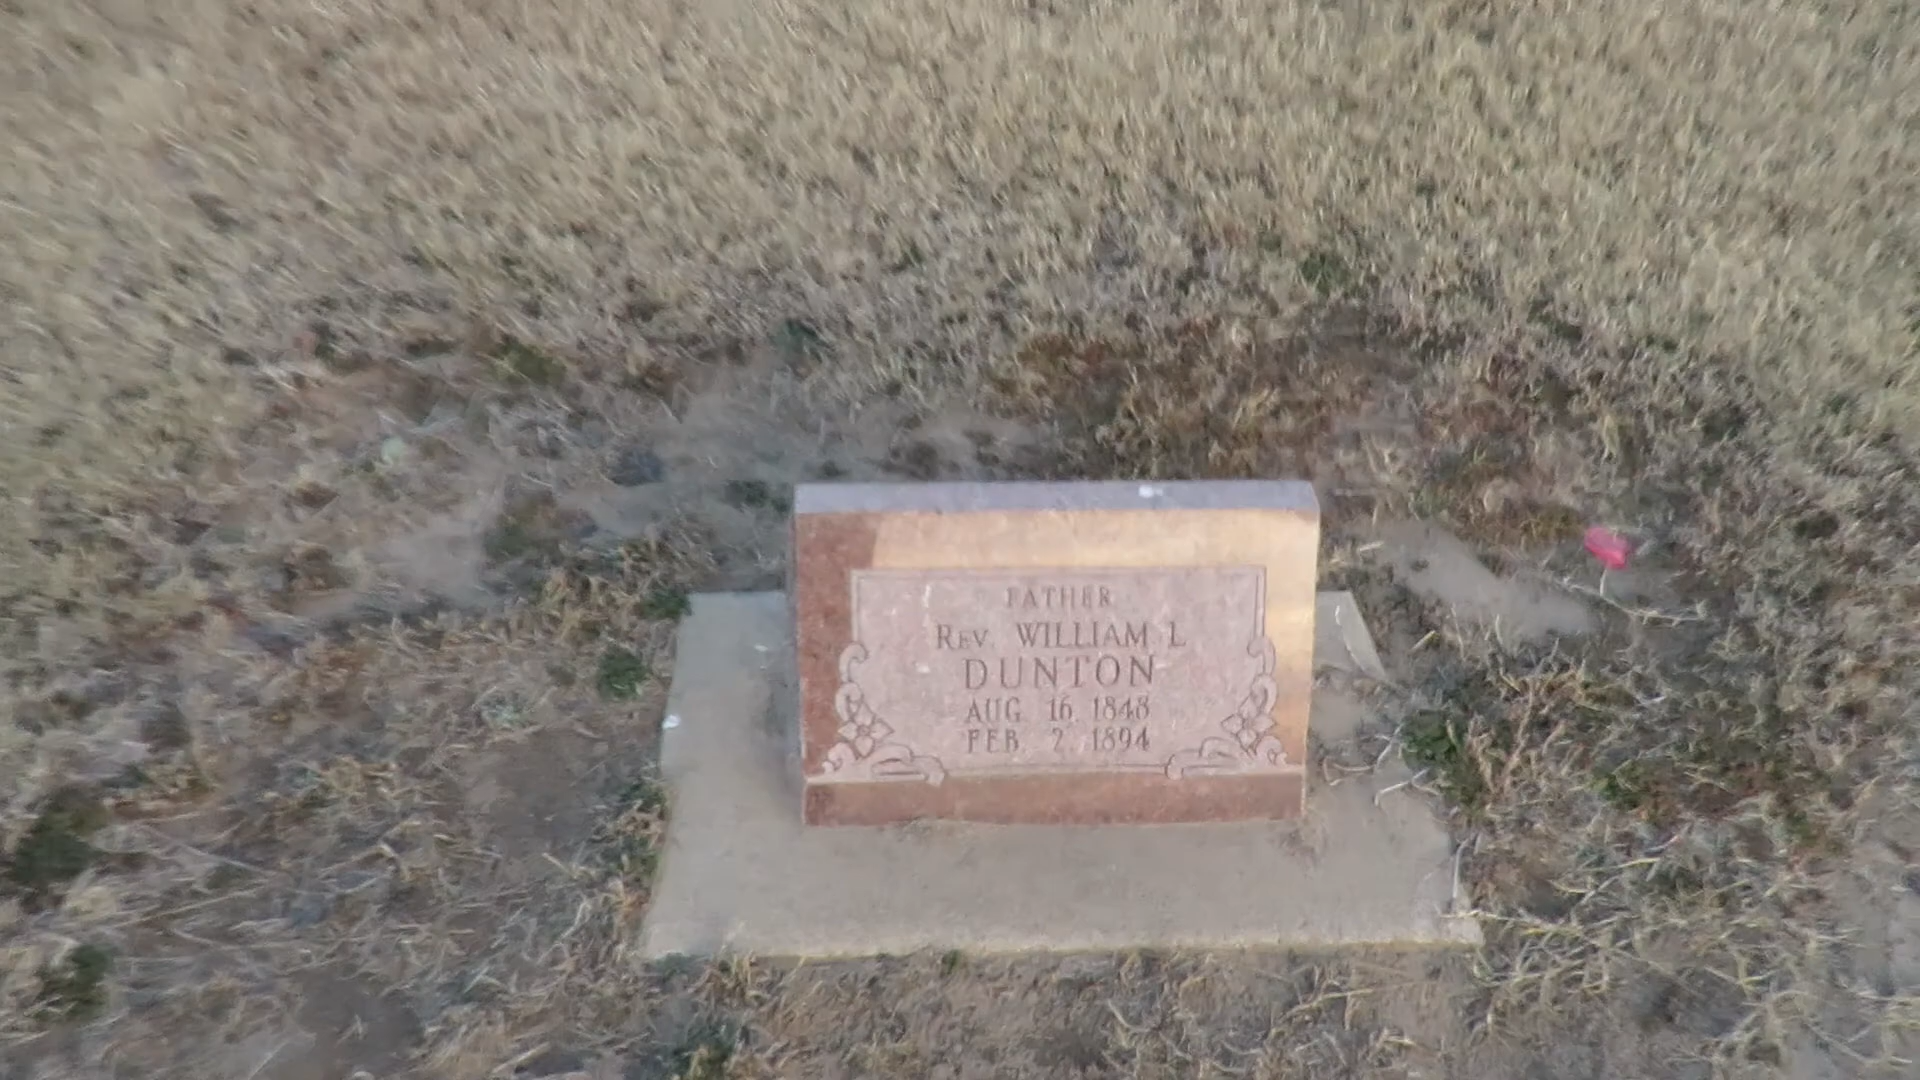 FATHER
REV. WILLIAM L
DUNTON
AUG. 16, 1848
FEB. 2, 1894